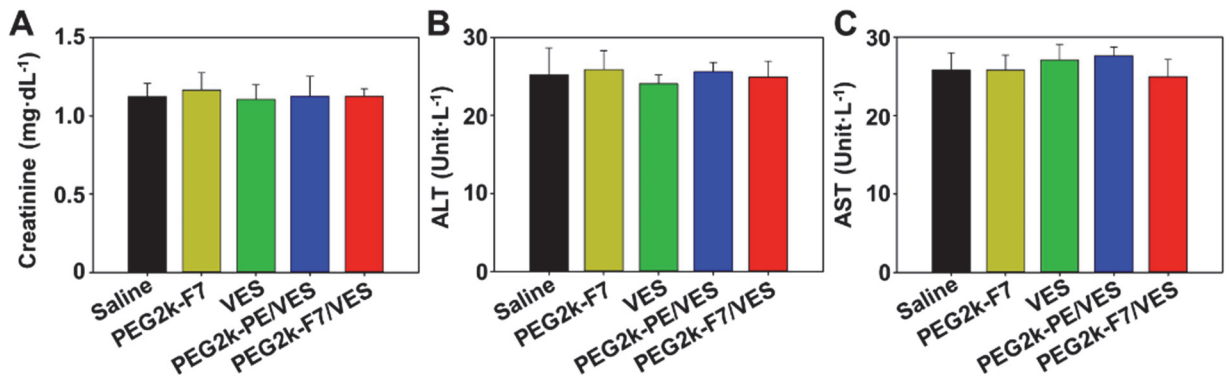 A
Creatinine (mg·dL-1)
1.5
1.0
0.5
0
Saline
PEG2k-F7
VES
PEG2k-PE/VES
PEG2k-F7/VES
B
ALT (Unit·L-1)
30
20
10
0
Saline
PEG2k-F7
VES
PEG2k-PE/VES
PEG2k-F7/VES
C
AST (Unit·L-1)
30
20
10
0
Saline
PEG2k-F7
VES
PEG2k-PE/VES
PEG2k-F7/VES